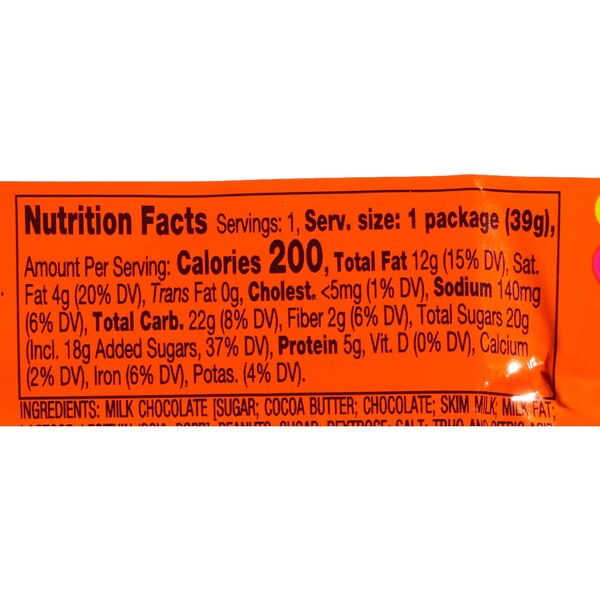 Nutrition Facts Servings: 1, Serv. size: 1 package (39g),
Amount Per Serving: Calories 200, Total Fat 12g (15% DV), Sat.
Fat 4g (20% DV), Trans Fat 0g, Cholest. <5mg (1% DV), Sodium 140mg
(6% DV), Total Carb. 22g (8% DV), Fiber 2g (6% DV), Total Sugars 20g
(Incl. 18g Added Sugars, 37% DV), Protein 5g, Vit. D (0% DV), Calcium
(2% DV), Iron (6% DV), Potas. (4% DV).
INGREDIENTS: MILK CHOCOLATE [SUGAR; COCOA BUTTER; CHOCOLATE; SKIM MILK; MILK FAT;
PEANUTS, SUGAR, DEXTROSE; SALT;